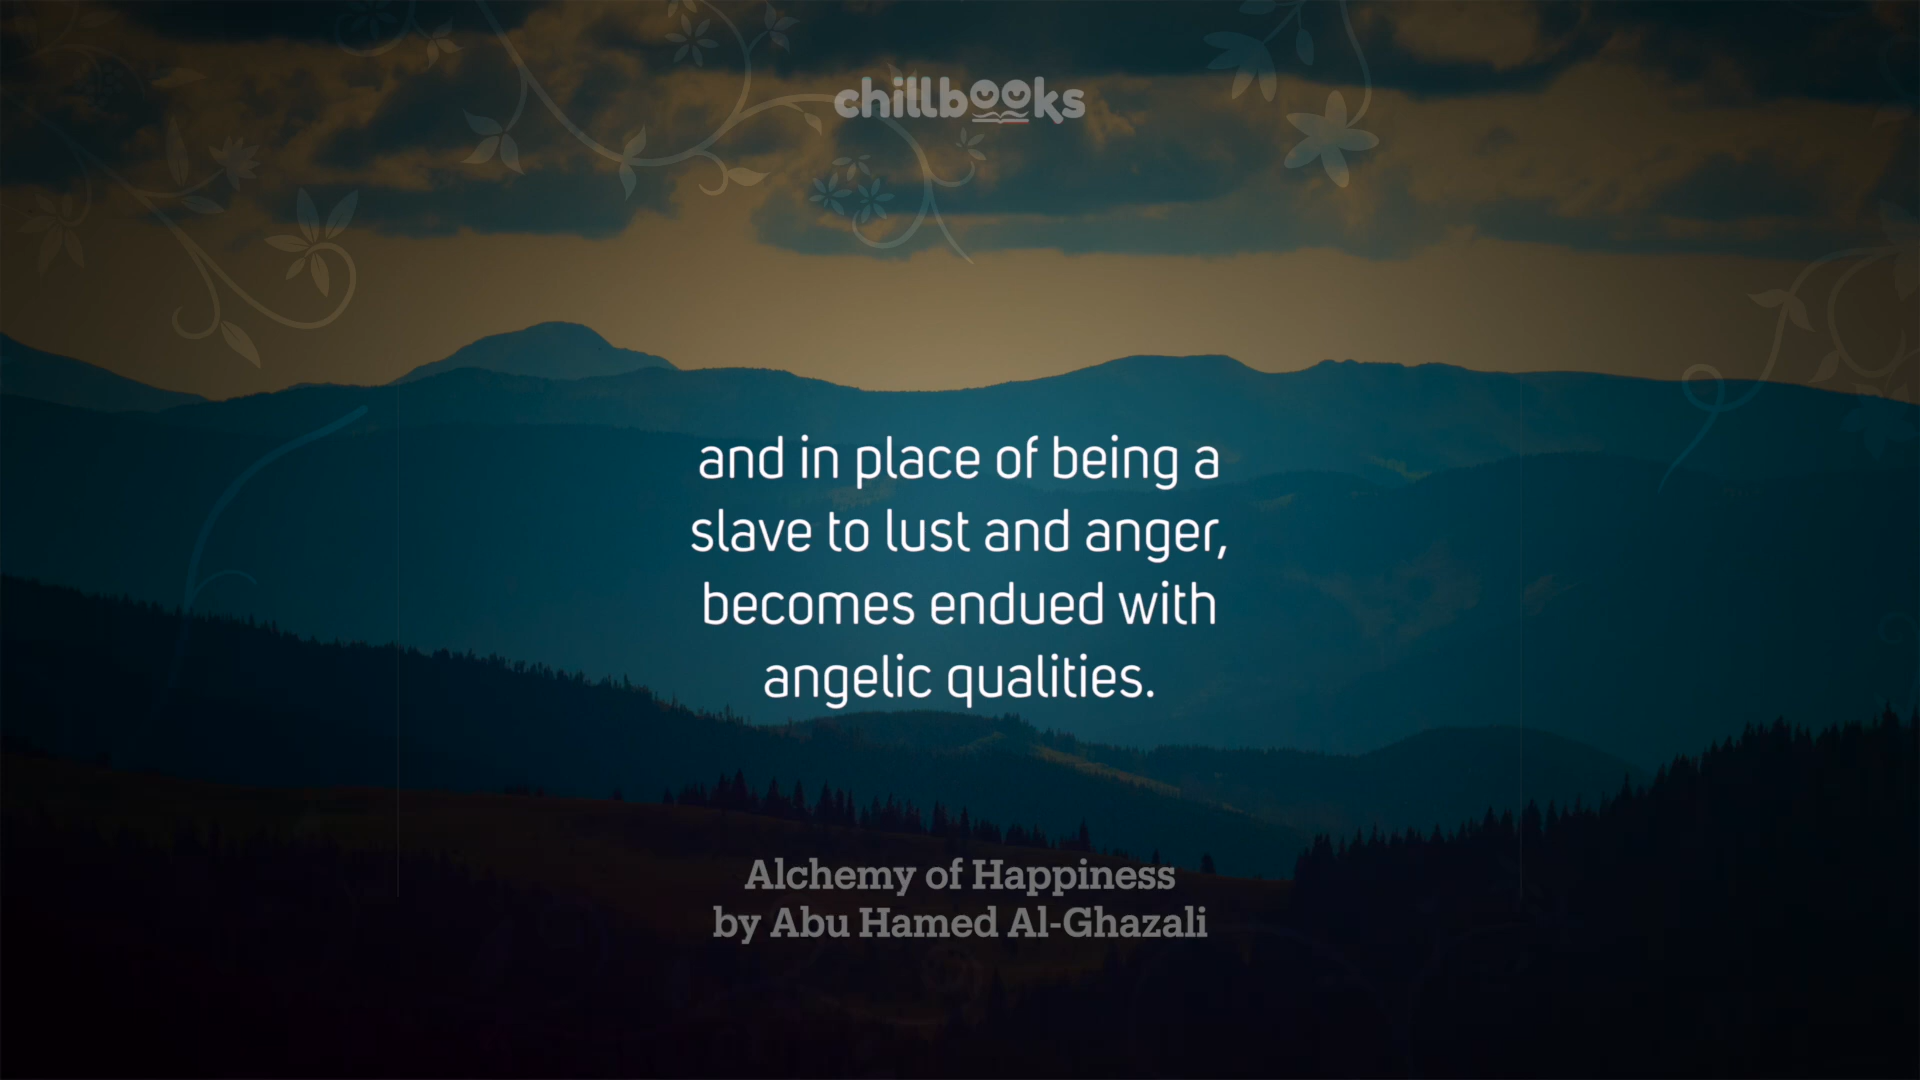 chillbooks
and in place of being a
slave to lust and anger,
becomes endued with
angelic qualities.
Alchemy of Happiness
by Abu Hamed Al-Ghazali